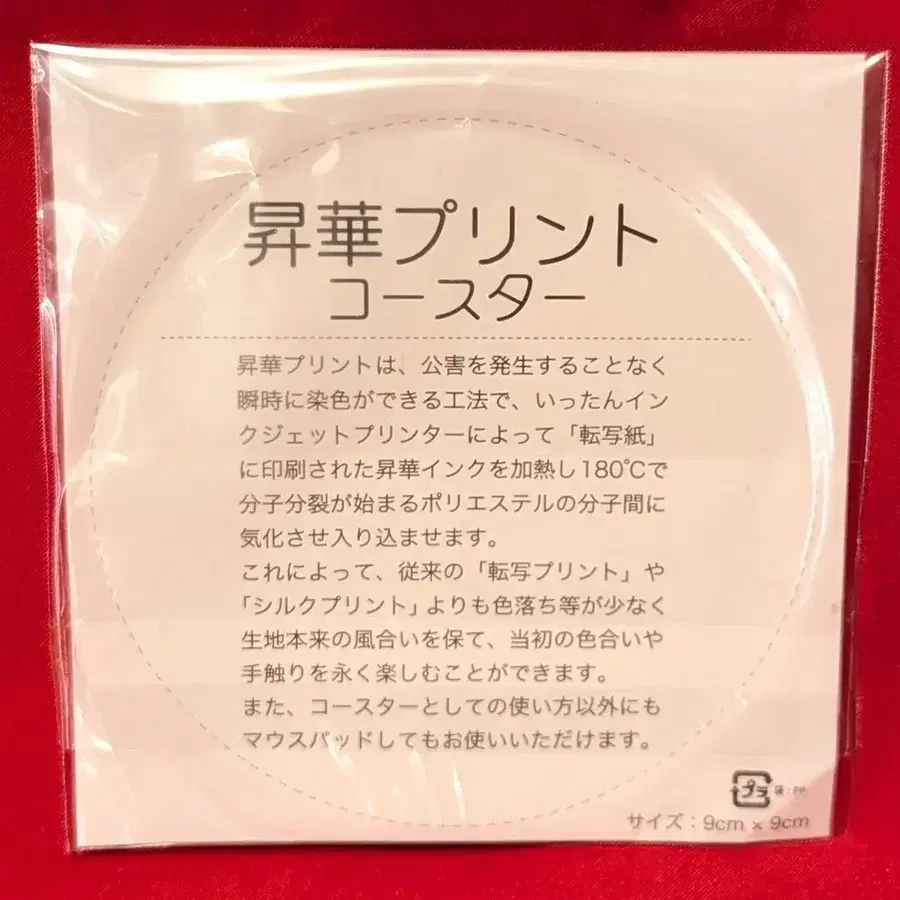 昇華プリント
コースター
昇華プリントは、公害を発生することなく
瞬時に染色ができる工法で、いったんイン
クジェットプリンターによって「転写紙」
に印刷された昇華インクを加熱し180℃で
分子分裂が始まるポリエステルの分子間に
気化させ入り込ませます。
これによって、従来の「転写プリント」や
「シルクプリント」よりも色落ち等が少なく
生地本来の風合いを保て、当初の色合いや
手触りを永く楽しむことができます。
また、コースターとしての使い方以外にも
マウスパッドしてもお使いいただけます。
プラ 袋:PP
サイズ:9cm × 9cm